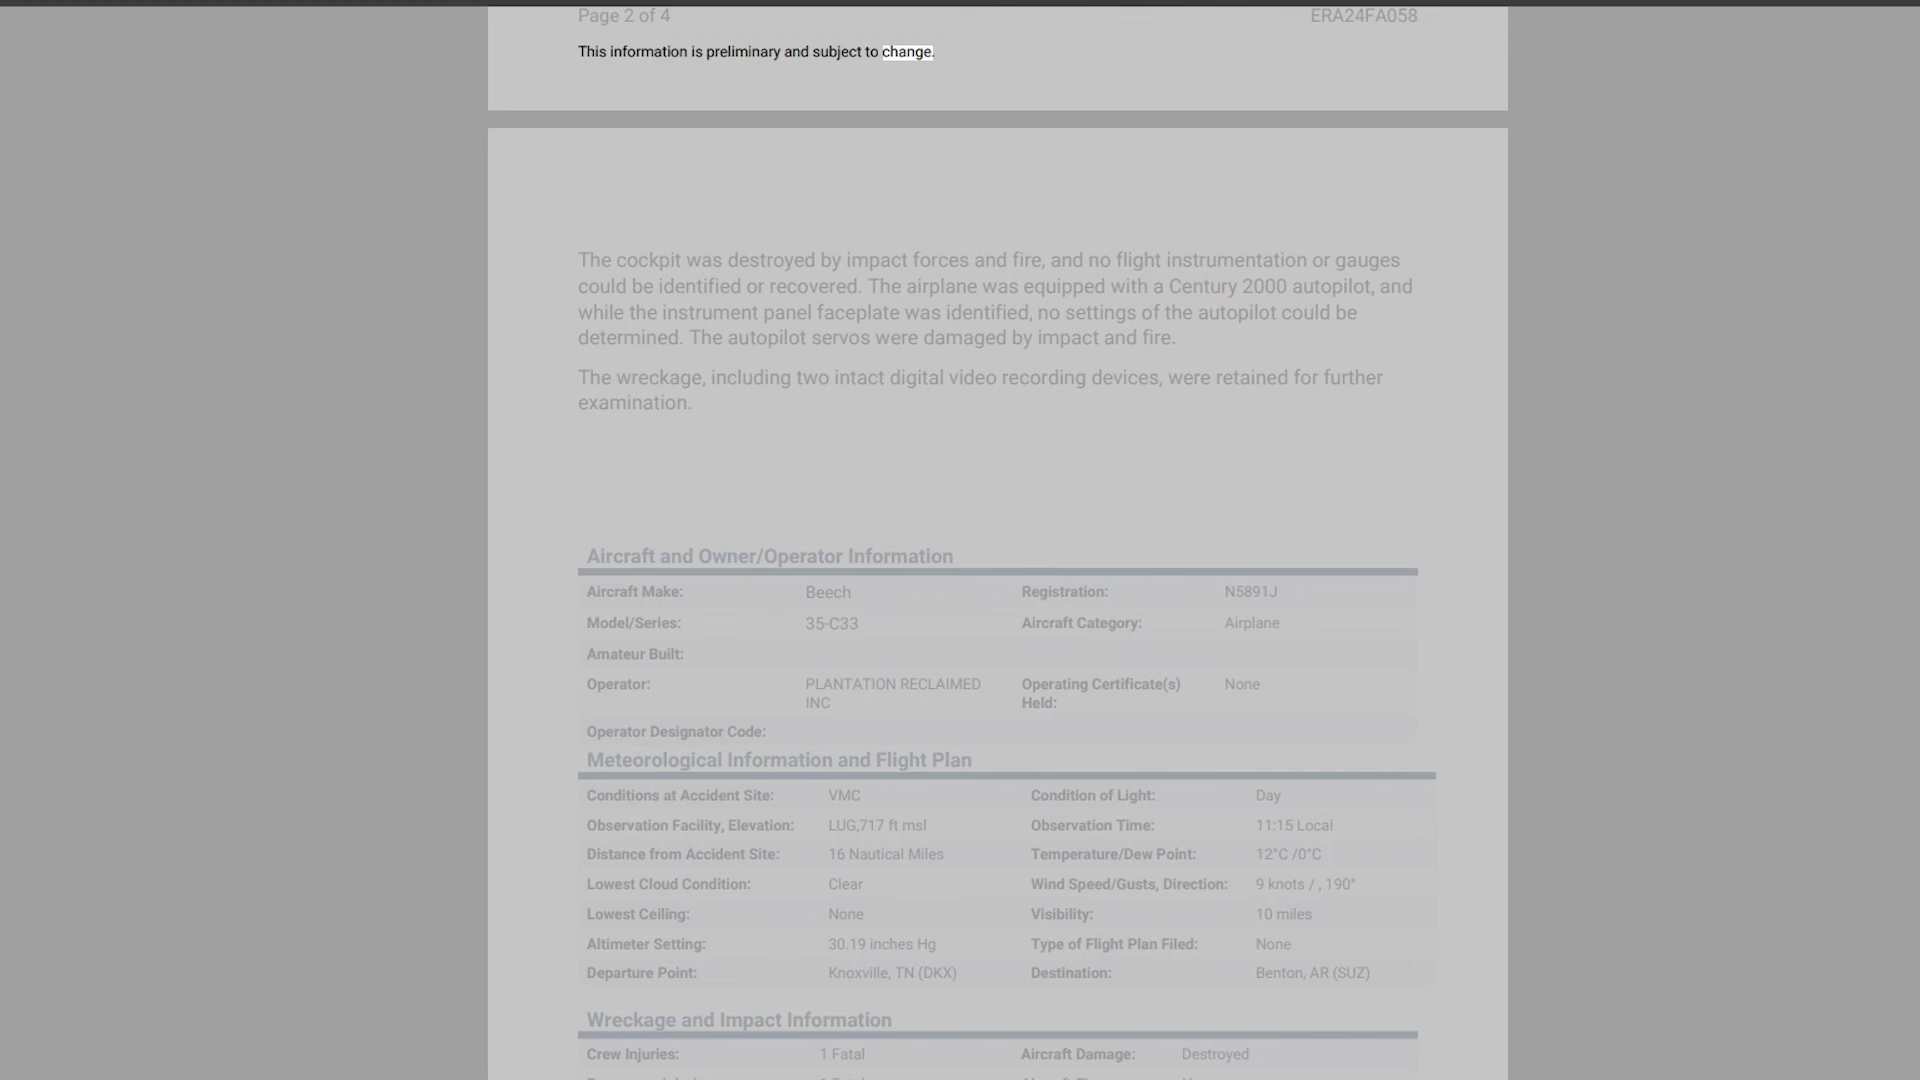 Page 2 of 4 ERA24FA058
This information is preliminary and subject to change.
The cockpit was destroyed by impact forces and fire, and no flight instrumentation or gauges
could be identified or recovered. The airplane was equipped with a Century 2000 autopilot, and
while the instrument panel faceplate was identified, no settings of the autopilot could be
determined. The autopilot servos were damaged by impact and fire.
The wreckage, including two intact digital video recording devices, were retained for further
examination.
Aircraft and Owner/Operator Information
Aircraft Make: Beech Registration: N5891J
Model/Series: 35-C33 Aircraft Category: Airplane
Amateur Built:
Operator: PLANTATION RECLAIMED Operating Certificate(s) None
INC Held:
Operator Designator Code:
Meteorological Information and Flight Plan
Conditions at Accident Site: VMC Condition of Light: Day
Observation Facility, Elevation: LUG,717 ft msl Observation Time: 11:15 Local
Distance from Accident Site: 16 Nautical Miles Temperature/Dew Point: 12°C /0°C
Lowest Cloud Condition: Clear Wind Speed/Gusts, Direction: 9 knots / , 190°
Lowest Ceiling: None Visibility: 10 miles
Altimeter Setting: 30.19 inches Hg Type of Flight Plan Filed: None
Departure Point: Knoxville, TN (DKX) Destination: Benton, AR (SUZ)
Wreckage and Impact Information
Crew Injuries: 1 Fatal Aircraft Damage: Destroyed